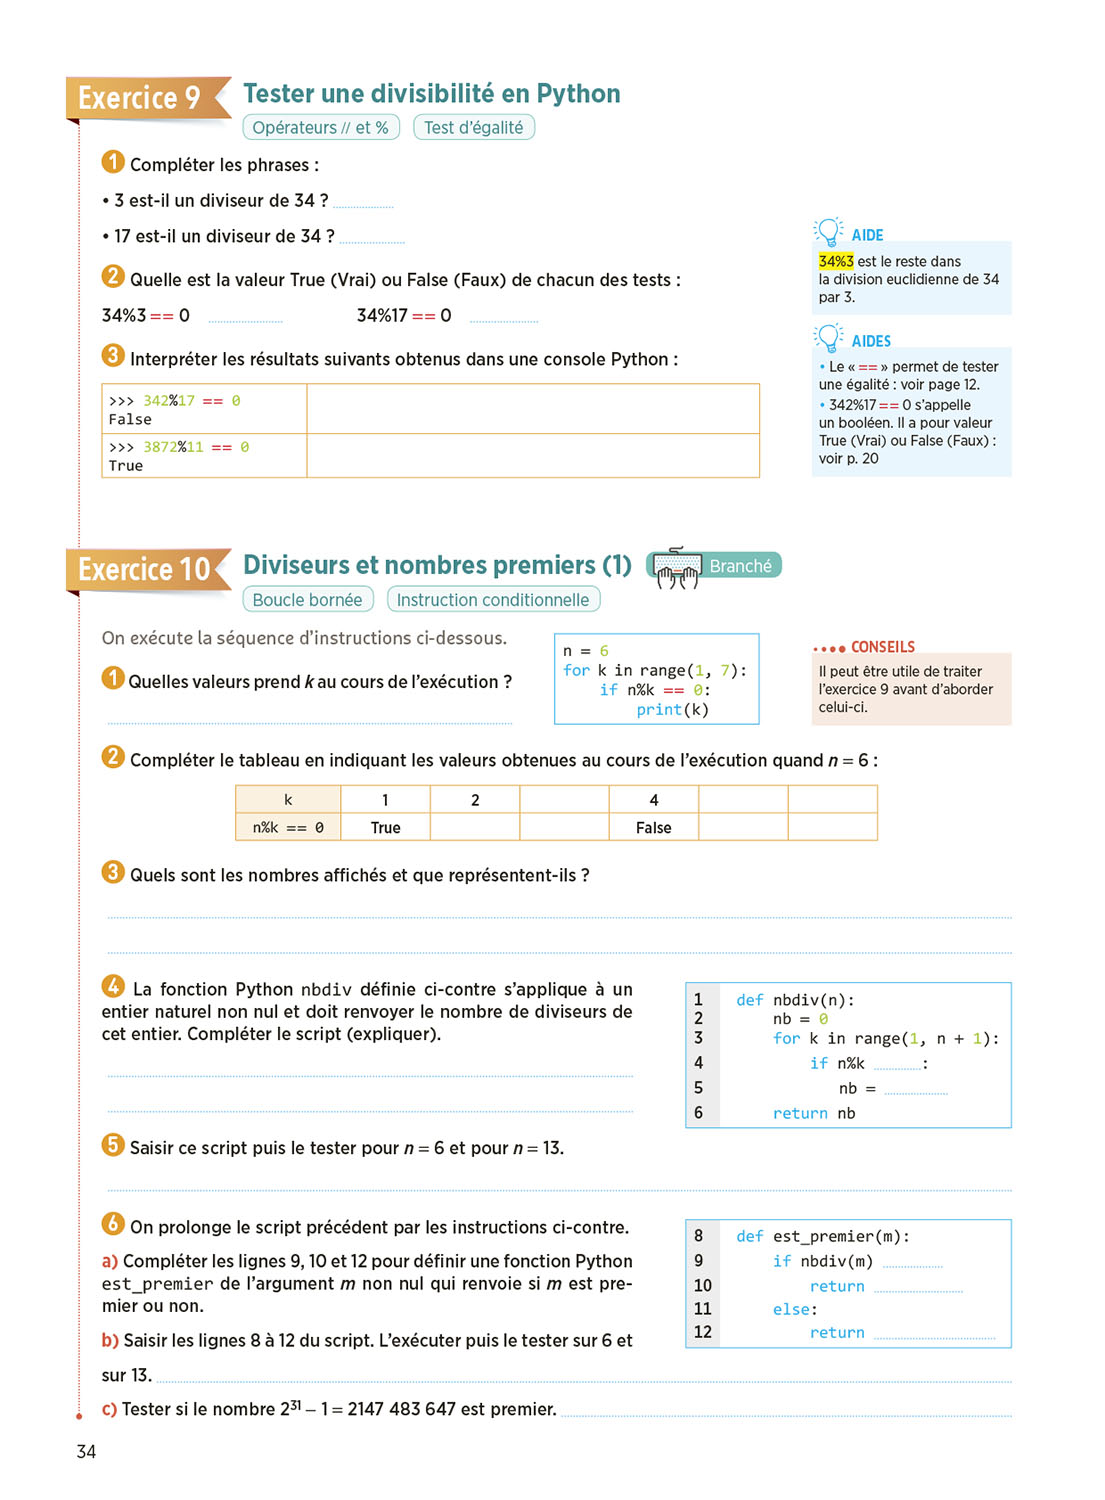 Exercice 9
Tester une divisibilité en Python
Opérateurs // et %
Test d'égalité
1 Compléter les phrases :
• 3 est-il un diviseur de 34 ?
• 17 est-il un diviseur de 34 ?
2 Quelle est la valeur True (Vrai) ou False (Faux) de chacun des tests :
34%3 == 0
34%17 == 0
3 Interpréter les résultats suivants obtenus dans une console Python :
>>> 342%17 == 0
False
>>> 3872%11 == 0
True
AIDE
34%3 est le reste dans
la division euclidienne de 34
par 3.
AIDES
• Le « == » permet de tester
une égalité : voir page 12.
• 342%17 == 0 s'appelle
un booléen. Il a pour valeur
True (Vrai) ou False (Faux) :
voir p. 20
Exercice 10
Diviseurs et nombres premiers (1)
Branché
Boucle bornée
Instruction conditionnelle
On exécute la séquence d'instructions ci-dessous.
1 Quelles valeurs prend k au cours de l'exécution ?
n = 6
for k in range(1, 7):
if n%k == 0:
print(k)
CONSEILS
Il peut être utile de traiter
l'exercice 9 avant d'aborder
celui-ci.
2 Compléter le tableau en indiquant les valeurs obtenues au cours de l'exécution quand n = 6 :
k 1 2 4
n%k == 0 True False
3 Quels sont les nombres affichés et que représentent-ils ?
4 La fonction Python nbdiv définie ci-contre s'applique à un
entier naturel non nul et doit renvoyer le nombre de diviseurs de
cet entier. Compléter le script (expliquer).
1 def nbdiv(n):
2 nb = 0
3 for k in range(1, n + 1):
4 if n%k :
5 nb =
6 return nb
5 Saisir ce script puis le tester pour n = 6 et pour n = 13.
6 On prolonge le script précédent par les instructions ci-contre.
a) Compléter les lignes 9, 10 et 12 pour définir une fonction Python
est_premier de l'argument m non nul qui renvoie si m est pre-
mier ou non.
b) Saisir les lignes 8 à 12 du script. L'exécuter puis le tester sur 6 et
sur 13.
8 def est_premier(m):
9 if nbdiv(m)
10 return
11 else:
12 return
c) Tester si le nombre 2³¹ – 1 = 2147 483 647 est premier.
34